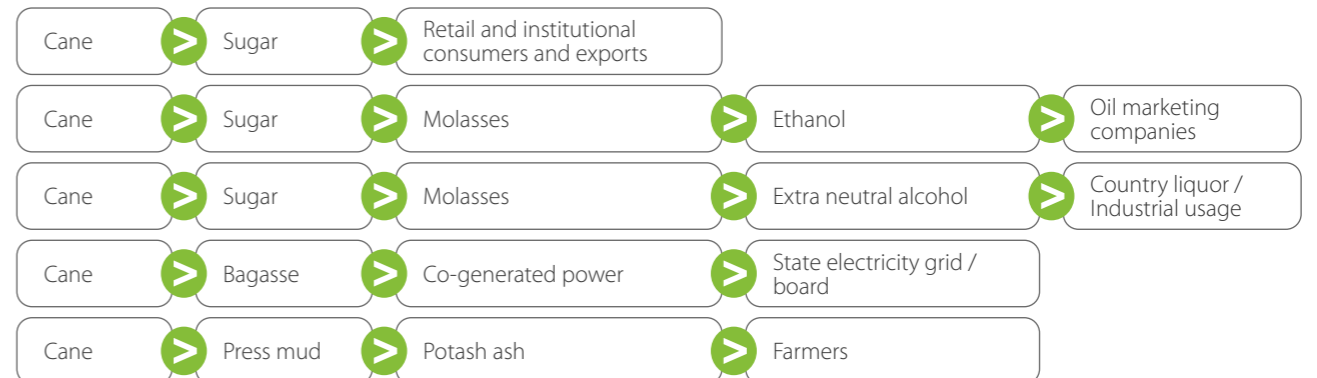 Cane > Sugar > Retail and institutional
consumers and exports
Cane > Sugar > Molasses > Ethanol > Oil marketing
companies
Cane > Sugar > Molasses > Extra neutral alcohol > Country liquor /
Industrial usage
Cane > Bagasse > Co-generated power > State electricity grid /
board
Cane > Press mud > Potash ash > Farmers